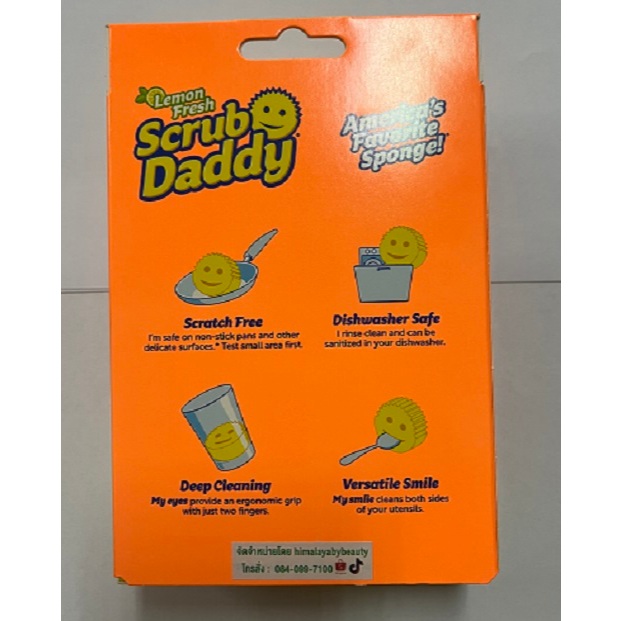 Lemon
Fresh
Scrub
Daddy
America's
Favorite
Sponge!
Scratch Free
I'm safe on non-stick pans and other
delicate surfaces.* Test small area first.
Dishwasher Safe
I rinse clean and can be
sanitized in your dishwasher.
Deep Cleaning
My eyes provide an ergonomic grip
with just two fingers.
Versatile Smile
My smile cleans both sides
of your utensils.
จัดจำหน่ายโดย himalayabybeauty
โทรสั่ง : 064-089-7100